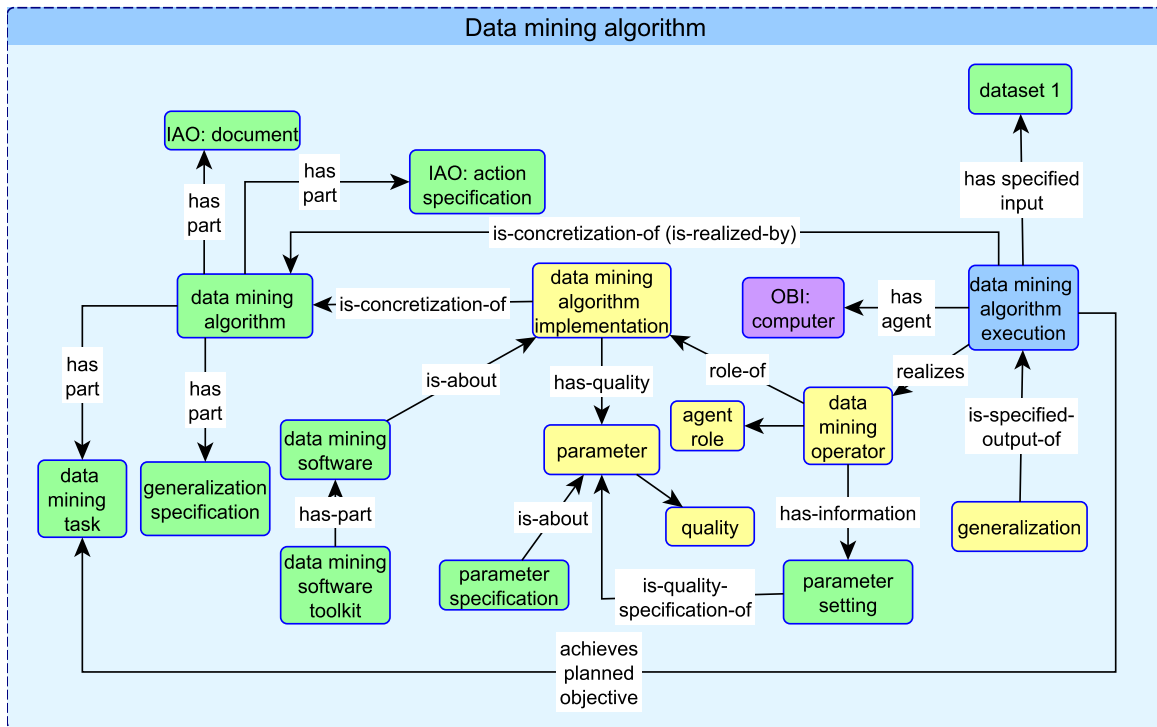 Data mining algorithm
dataset 1
IAO: document
has
part
IAO: action
specification
has
part
has specified
input
is-concretization-of (is-realized-by)
data mining
algorithm
is-concretization-of
data mining
algorithm
implementation
OBI:
computer
has
agent
data mining
algorithm
execution
has
part
has
part
is-about
has-quality
role-of
realizes
data mining
software
parameter
agent
role
data
mining
operator
is-specified-
output-of
data
mining
task
generalization
specification
has-part
is-about
quality
has-information
generalization
data mining
software
toolkit
parameter
specification
is-quality-
specification-of
parameter
setting
achieves
planned
objective